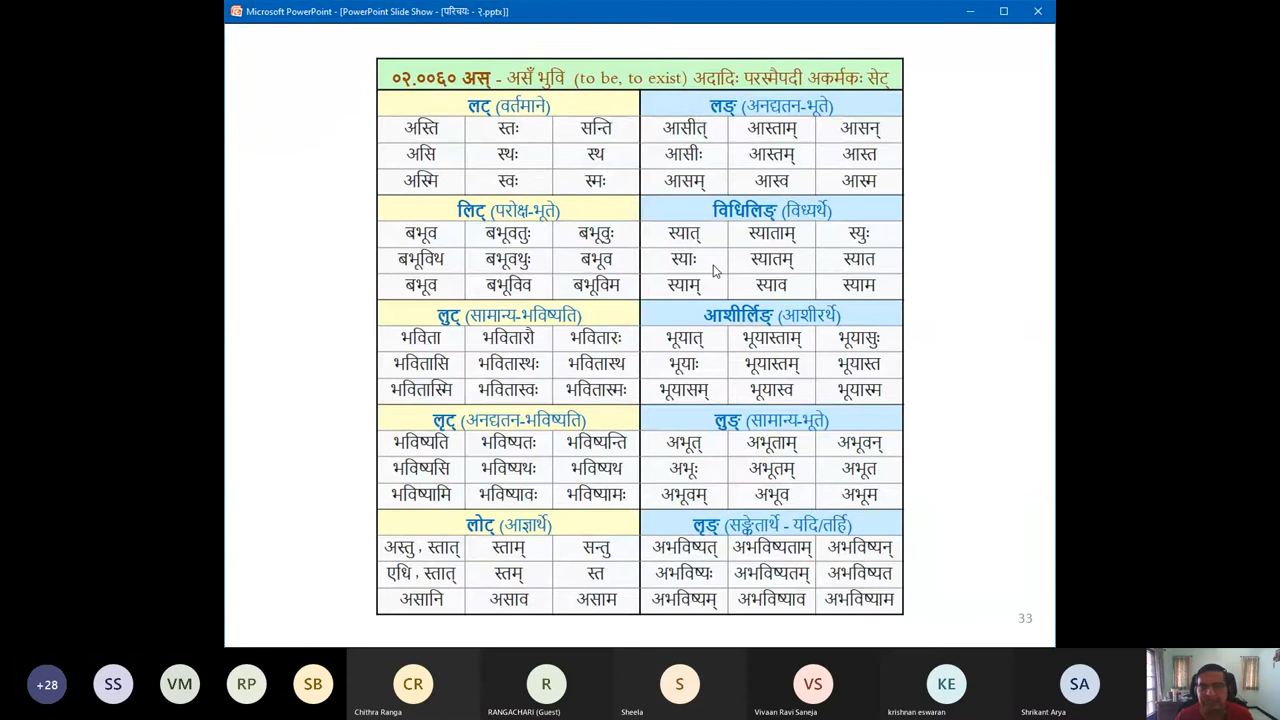 Microsoft PowerPoint - [PowerPoint Slide Show - [परिचयः - २.pptx]]
०२.००६० अस् - असँ भुवि (to be, to exist) अदादिः परस्मैपदी अकर्मकः सेट्
लट् (वर्तमाने) लङ् (अनद्यतन-भूते)
अस्ति स्तः सन्ति आसीत् आस्ताम् आसन्
असि स्थः स्थ आसीः आस्तम् आस्त
अस्मि स्वः स्मः आसम् आस्व आस्म
लिट् (परोक्ष-भूते) विधिलिङ् (विध्यर्थे)
बभूव बभूवतुः बभूवुः स्यात् स्याताम् स्युः
बभूविथ बभूवथुः बभूव स्याः स्यातम् स्यात
बभूव बभूविव बभूविम स्याम् स्याव स्याम
लुट् (सामान्य-भविष्यति) आशीर्लिङ् (आशीरर्थे)
भविता भवितारौ भवितारः भूयात् भूयास्ताम् भूयासुः
भवितासि भवितास्थः भवितास्थ भूयाः भूयास्तम् भूयास्त
भवितास्मि भवितास्वः भवितास्मः भूयासम् भूयास्व भूयास्म
लृट् (अनद्यतन-भविष्यति) लुङ् (सामान्य-भूते)
भविष्यति भविष्यतः भविष्यन्ति अभूत् अभूताम् अभूवन्
भविष्यसि भविष्यथः भविष्यथ अभूः अभूतम् अभूत
भविष्यामि भविष्यावः भविष्यामः अभूवम् अभूव अभूम
लोट् (आज्ञार्थे) लृङ् (सङ्केतार्थे - यदि/तर्हि)
अस्तु , स्तात् स्ताम् सन्तु अभविष्यत् अभविष्यताम् अभविष्यन्
एधि , स्तात् स्तम् स्त अभविष्यः अभविष्यतम् अभविष्यत
असानि असाव असाम अभविष्यम् अभविष्याव अभविष्याम
33
+28 SS VM RP SB CR R S VS KE SA
Chithra Ranga RANGACHARI (Guest) Sheela Vivaan Ravi Saneja krishnan eswaran Shrikant Arya